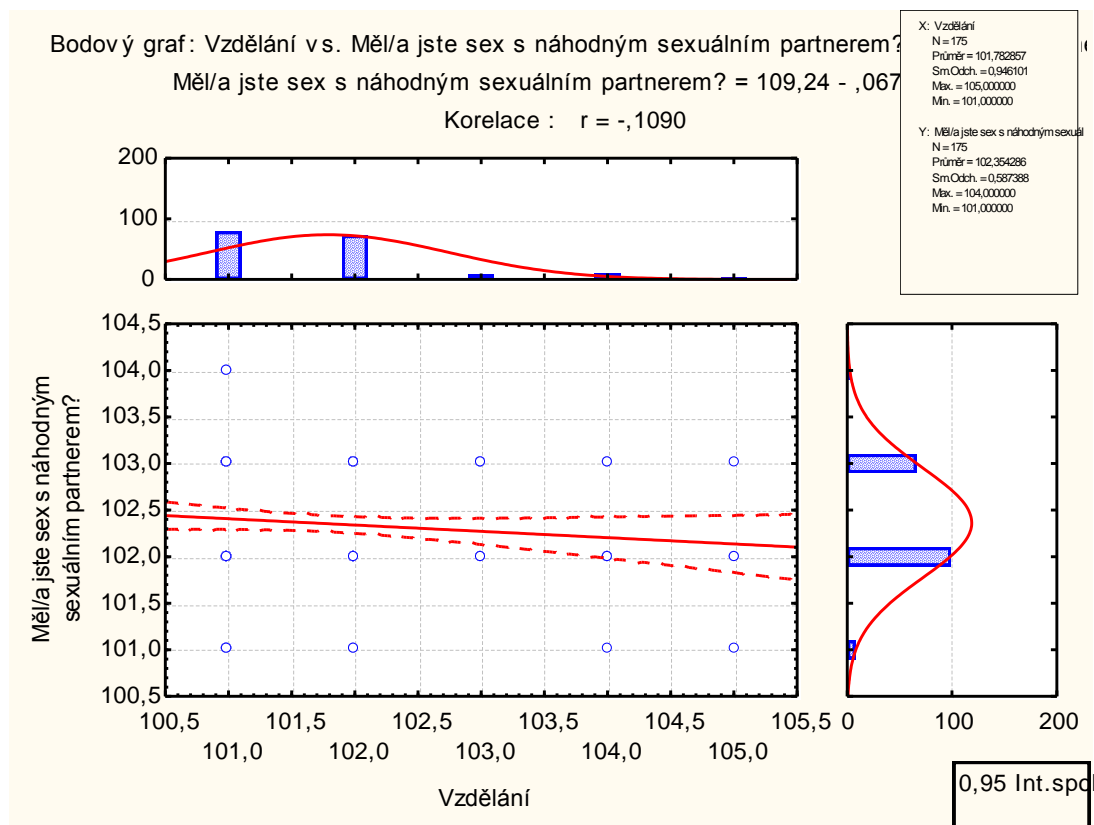 Bodový graf: Vzdělání vs. Měl/a jste sex s náhodným sexuálním partnerem?
Měl/a jste sex s náhodným sexuálním partnerem? = 109,24 - ,067
Korelace : r = -,1090
X: Vzdělání
N = 175
Průměr = 101,782857
Sm.Odch. = 0,946101
Max. = 105,000000
Min. = 101,000000
Y: Měl/a jste sex s náhodným sexuál
N = 175
Průměr = 102,354286
Sm.Odch. = 0,587388
Max. = 104,000000
Min. = 101,000000
200
100
0
104,5
104,0
103,5
103,0
102,5
102,0
101,5
101,0
100,5
Měl/a jste sex s náhodným
sexuálním partnerem?
100,5 101,5 102,5 103,5 104,5 105,5
101,0 102,0 103,0 104,0 105,0
Vzdělání
0 100 200
0,95 Int.spol